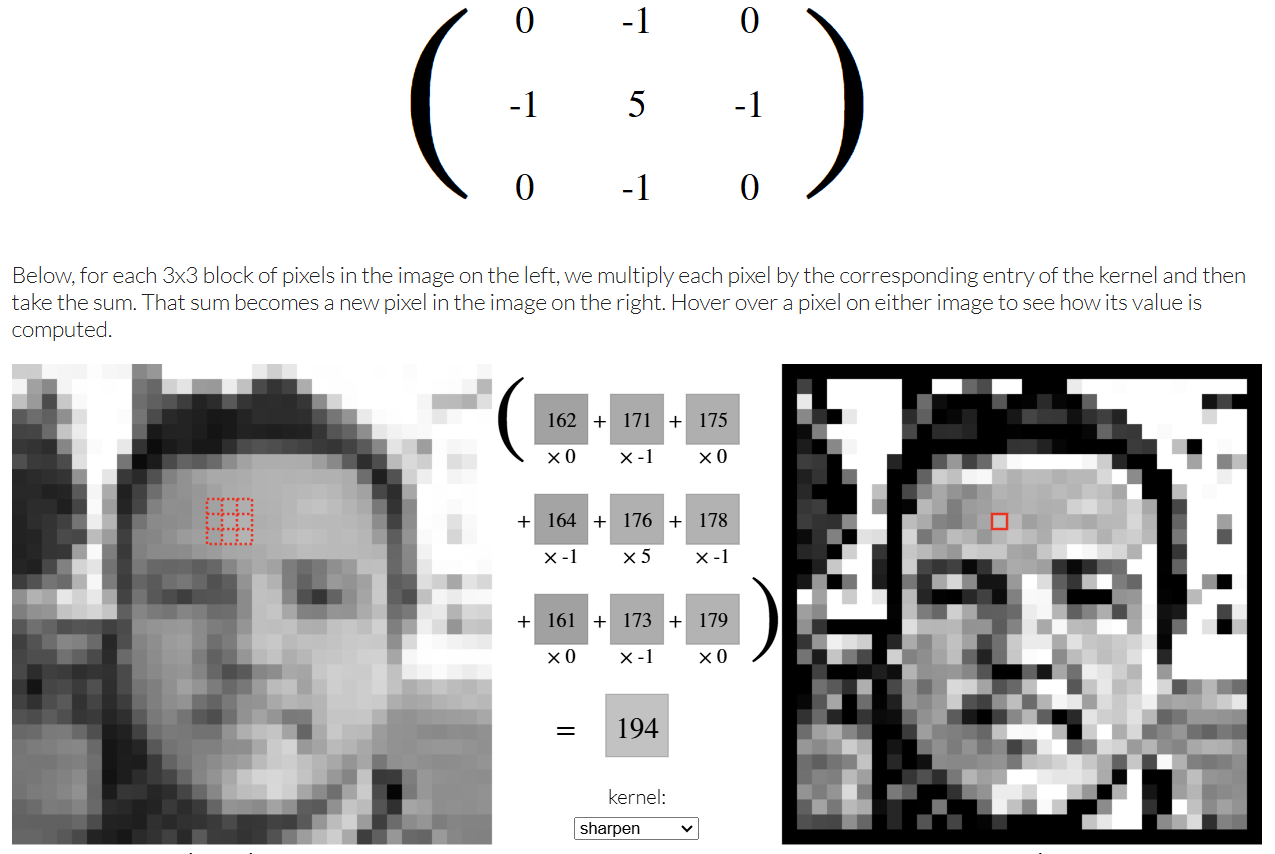 0 -1 0
-1 5 -1
0 -1 0
Below, for each 3x3 block of pixels in the image on the left, we multiply each pixel by the corresponding entry of the kernel and then
take the sum. That sum becomes a new pixel in the image on the right. Hover over a pixel on either image to see how its value is
computed.
( 162 + 171 + 175
× 0 × -1 × 0
+ 164 + 176 + 178
× -1 × 5 × -1
+ 161 + 173 + 179 )
× 0 × -1 × 0
= 194
kernel:
sharpen